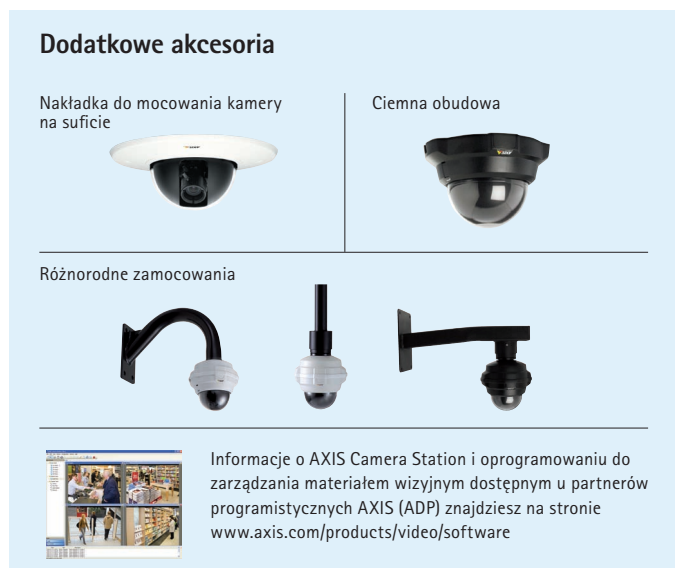 Dodatkowe akcesoria
Nakładka do mocowania kamery
na suficie
Ciemna obudowa
Różnorodne zamocowania
Informacje o AXIS Camera Station i oprogramowaniu do
zarządzania materiałem wizyjnym dostępnym u partnerów
programistycznych AXIS (ADP) znajdziesz na stronie
www.axis.com/products/video/software